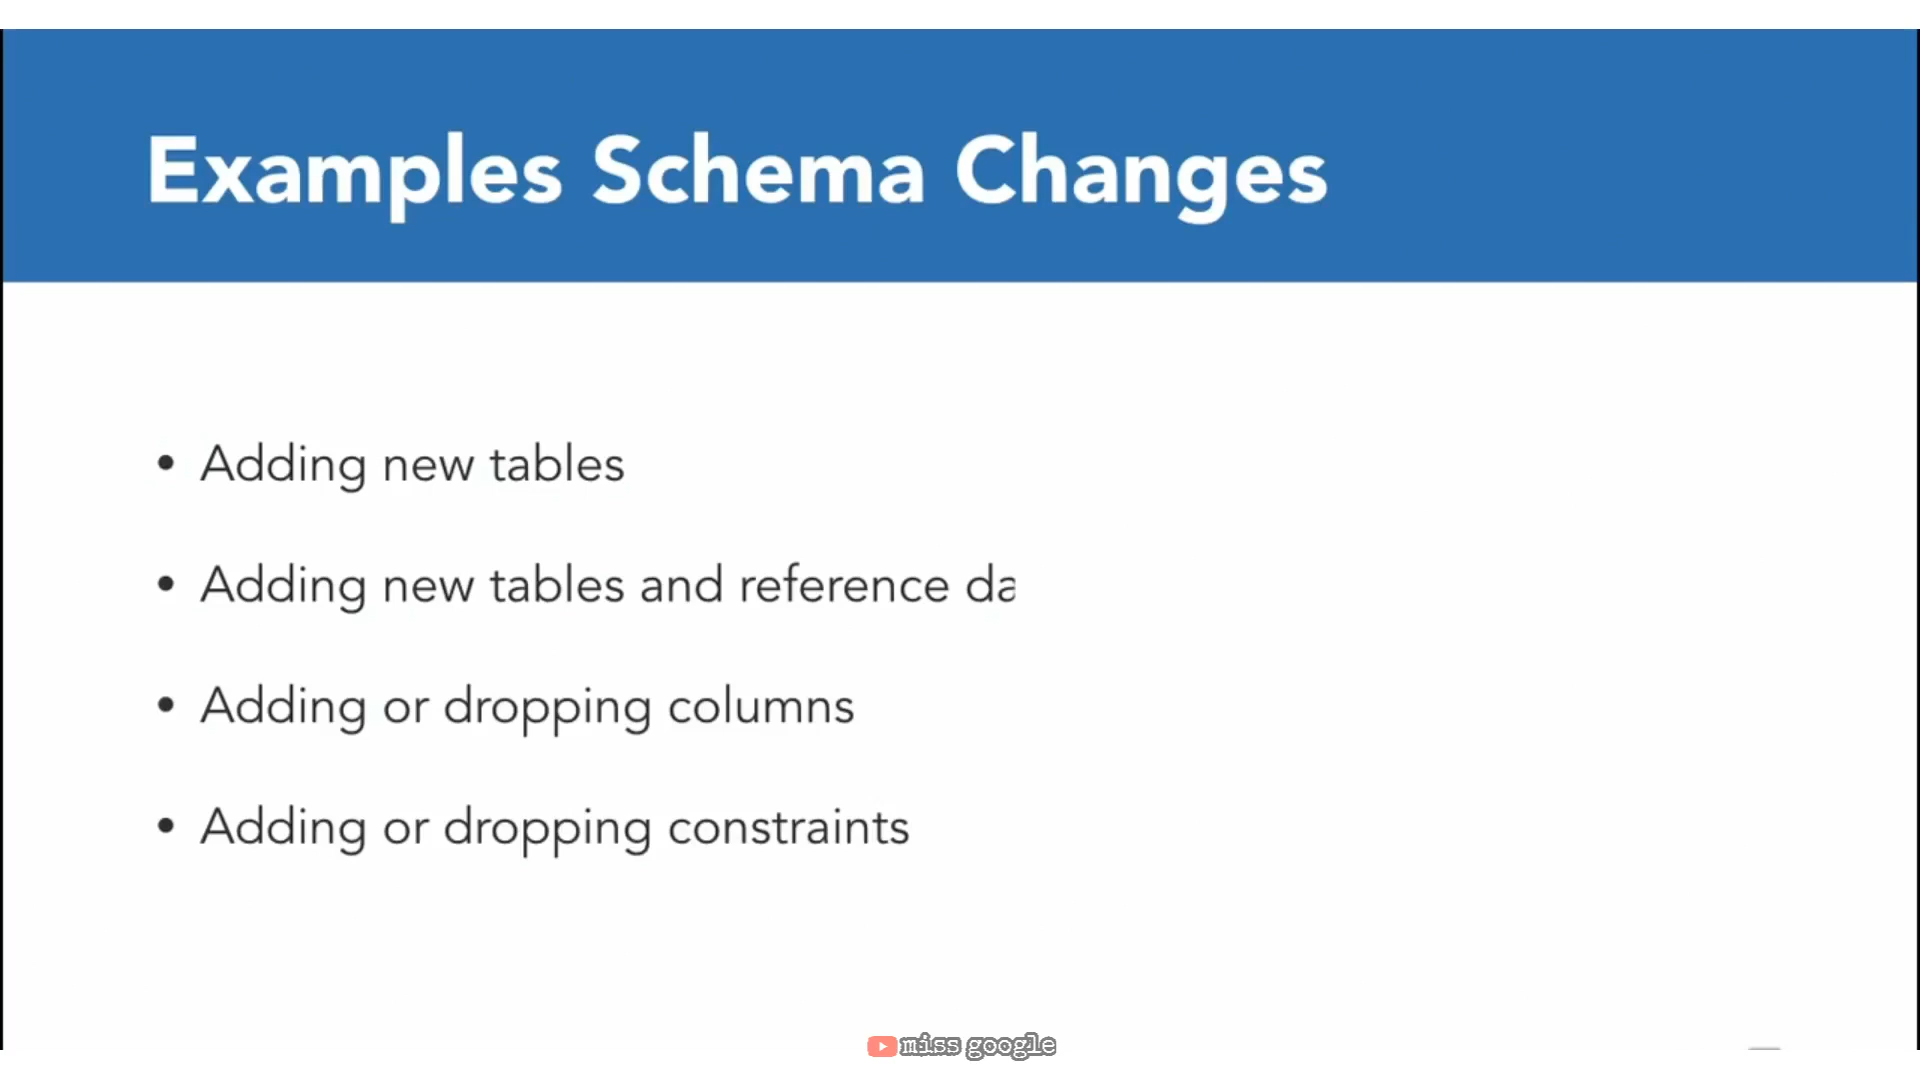 Examples Schema Changes
• Adding new tables
• Adding new tables and reference da
• Adding or dropping columns
• Adding or dropping constraints
miss google